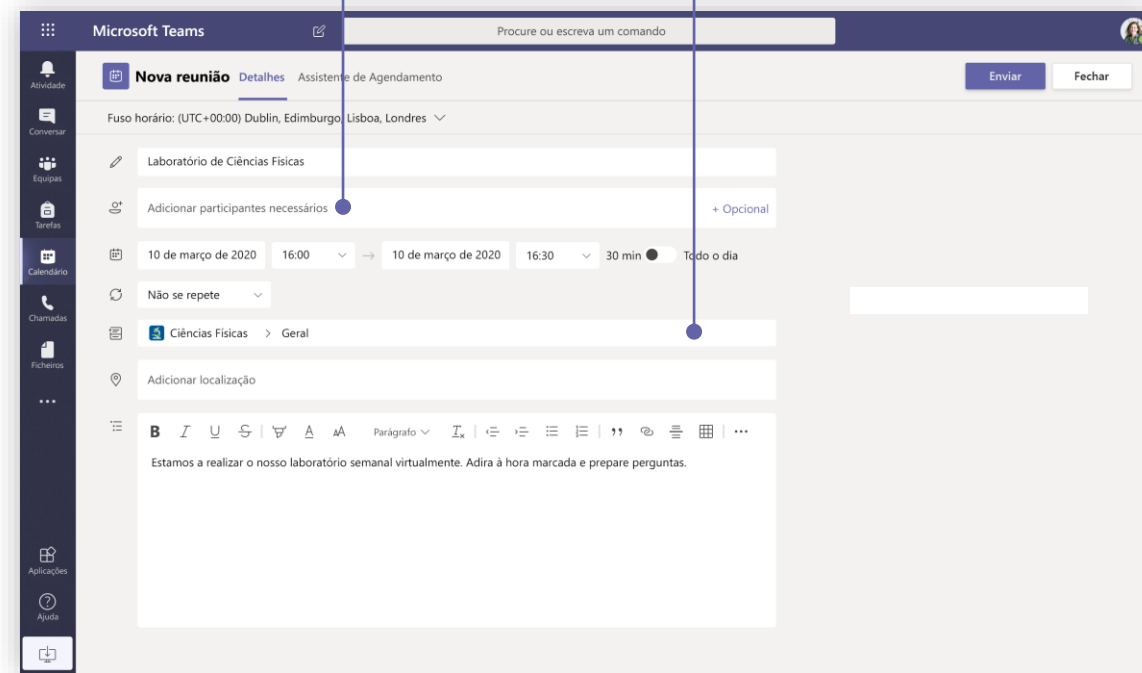 Microsoft Teams
Procure ou escreva um comando
Atividade
Conversar
Equipas
Tarefas
Calendário
Chamadas
Ficheiros
Aplicações
Ajuda
Nova reunião Detalhes Assistente de Agendamento
Enviar Fechar
Fuso horário: (UTC+00:00) Dublin, Edimburgo, Lisboa, Londres
Laboratório de Ciências Físicas
Adicionar participantes necessários + Opcional
10 de março de 2020 16:00 → 10 de março de 2020 16:30 30 min Todo o dia
Não se repete
Ciências Físicas > Geral
Adicionar localização
B I U S A AA Parágrafo Ix
Estamos a realizar o nosso laboratório semanal virtualmente. Adira à hora marcada e prepare perguntas.